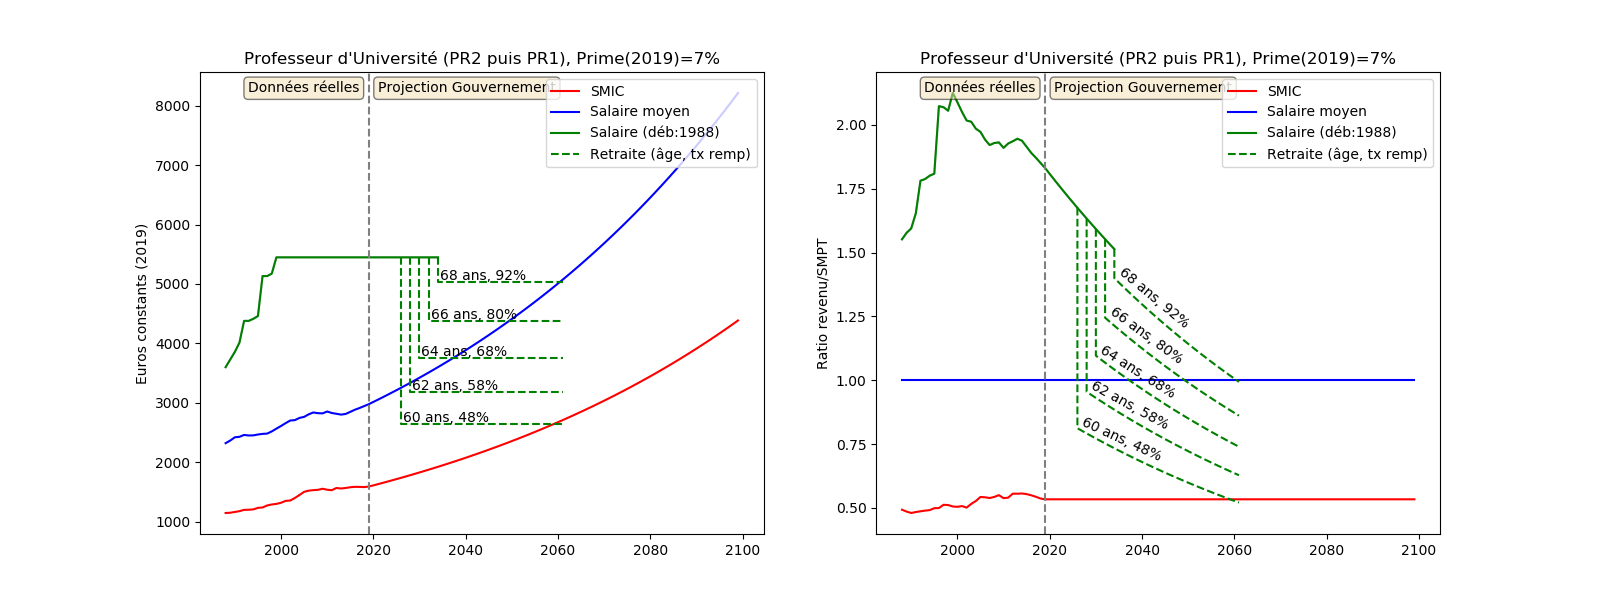 Professeur d'Université (PR2 puis PR1), Prime(2019)=7%
Données réelles
Projection Gouvernement
SMIC
Salaire moyen
Salaire (déb:1988)
Retraite (âge, tx remp)
Euros constants (2019)
8000
7000
6000
5000
4000
3000
2000
1000
68 ans, 92%
66 ans, 80%
64 ans, 68%
62 ans, 58%
60 ans, 48%
2000
2020
2040
2060
2080
2100
Professeur d'Université (PR2 puis PR1), Prime(2019)=7%
Données réelles
Projection Gouvernement
SMIC
Salaire moyen
Salaire (déb:1988)
Retraite (âge, tx remp)
Ratio revenu/SMPT
2.00
1.75
1.50
1.25
1.00
0.75
0.50
68 ans, 92%
66 ans, 80%
64 ans, 68%
62 ans, 58%
60 ans, 48%
2000
2020
2040
2060
2080
2100